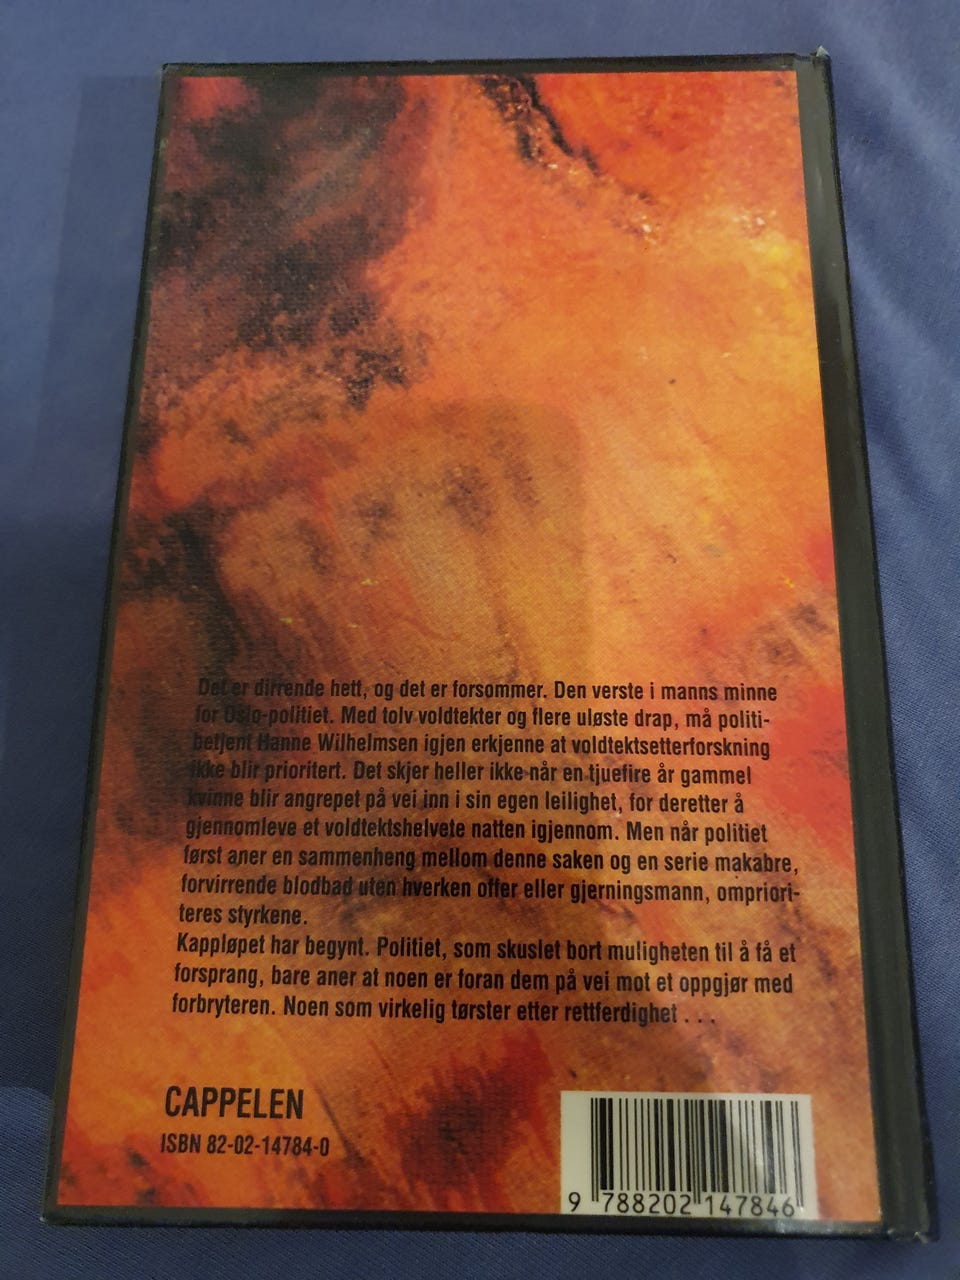 Det er dirrende hett, og det er forsommer. Den verste i manns minne
for Oslo-politiet. Med tolv voldtekter og flere uløste drap, må politi-
betjent Hanne Wilhelmsen igjen erkjenne at voldtektsetterforskning
ikke blir prioritert. Det skjer heller ikke når en tjuefire år gammel
kvinne blir angrepet på vei inn i sin egen leilighet, for deretter å
gjennomleve et voldtektshelvete natten igjennom. Men når politiet
først aner en sammenheng mellom denne saken og en serie makabre,
forvirrende blodbad uten hverken offer eller gjerningsmann, ompriori-
teres styrkene.
Kappløpet har begynt. Politiet, som skuslet bort muligheten til å få et
forsprang, bare aner at noen er foran dem på vei mot et oppgjør med
forbryteren. Noen som virkelig tørster etter rettferdighet . . .
CAPPELEN
ISBN 82-02-14784-0
9 788202 147846